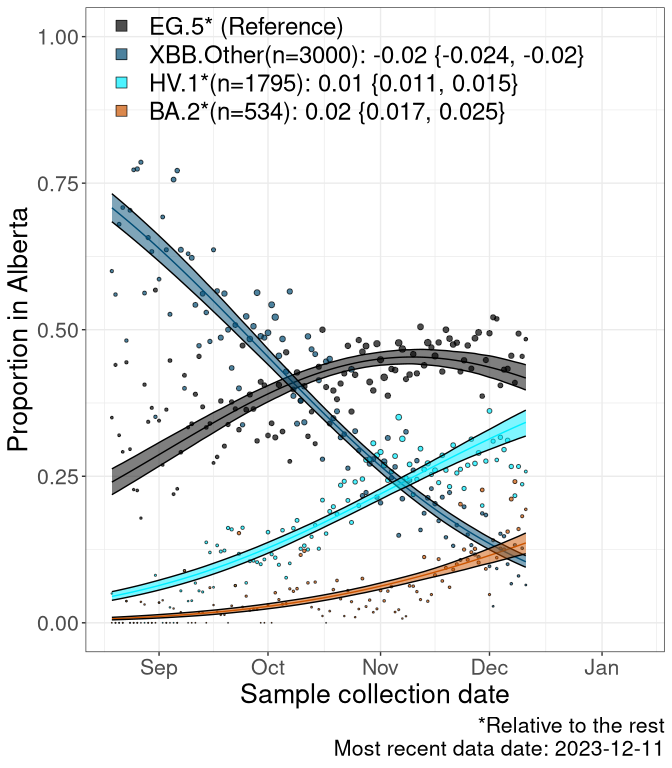 EG.5* (Reference)
XBB.Other(n=3000): -0.02 {-0.024, -0.02}
HV.1*(n=1795): 0.01 {0.011, 0.015}
BA.2*(n=534): 0.02 {0.017, 0.025}
1.00
0.75
0.50
0.25
0.00
Proportion in Alberta
Sep Oct Nov Dec Jan
Sample collection date
*Relative to the rest
Most recent data date: 2023-12-11